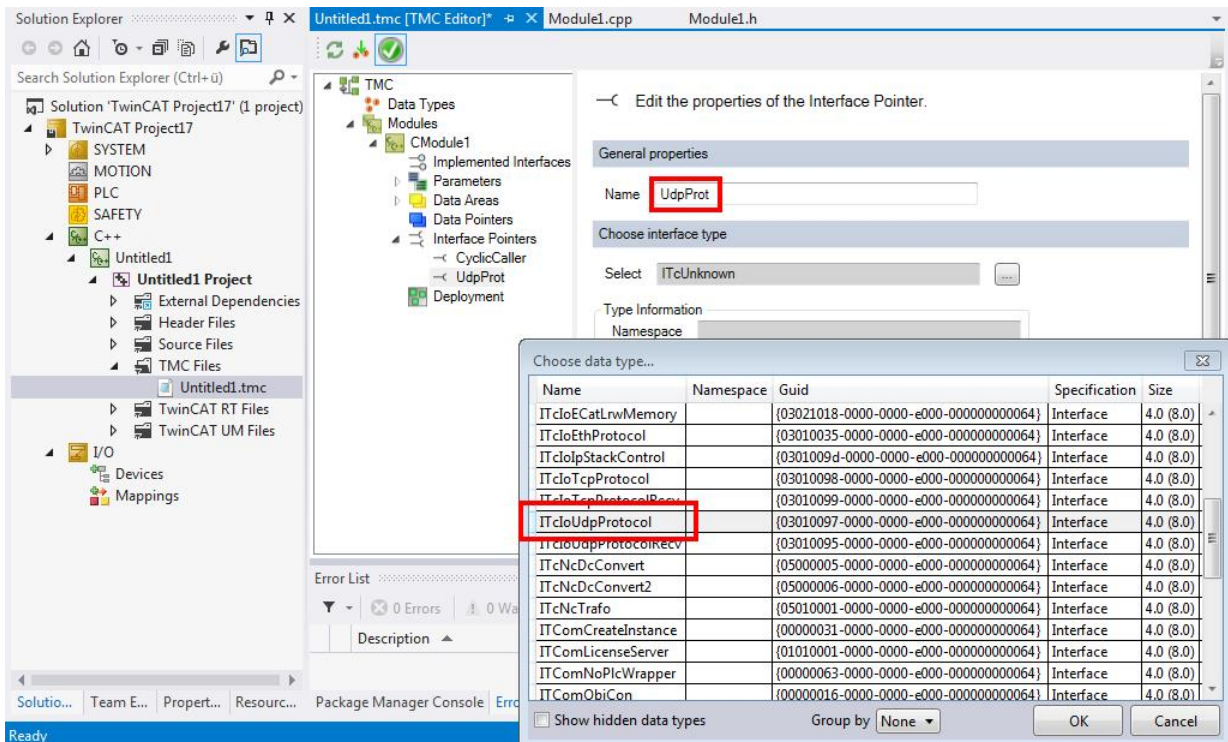 Solution Explorer
Search Solution Explorer (Ctrl+ü)
Solution 'TwinCAT Project17' (1 project)
TwinCAT Project17
SYSTEM
MOTION
PLC
SAFETY
C++
Untitled1
Untitled1 Project
External Dependencies
Header Files
Source Files
TMC Files
Untitled1.tmc
TwinCAT RT Files
TwinCAT UM Files
I/O
Devices
Mappings
Solutio... Team E... Propert... Resourc...
Ready
Untitled1.tmc [TMC Editor]* Module1.cpp Module1.h
TMC
Data Types
Modules
CModule1
Implemented Interfaces
Parameters
Data Areas
Data Pointers
Interface Pointers
CyclicCaller
UdpProt
Deployment
Edit the properties of the Interface Pointer.
General properties
Name UdpProt
Choose interface type
Select ITcUnknown ...
Type Information
Namespace
Error List
0 Errors 0 Wa
Description
Package Manager Console Erro
Choose data type...
Name Namespace Guid Specification Size
ITcIoECatLrwMemory {03021018-0000-0000-e000-000000000064} Interface 4.0 (8.0)
ITcIoEthProtocol {03010035-0000-0000-e000-000000000064} Interface 4.0 (8.0)
ITcIoIpStackControl {0301009d-0000-0000-e000-000000000064} Interface 4.0 (8.0)
ITcIoTcpProtocol {03010098-0000-0000-e000-000000000064} Interface 4.0 (8.0)
ITcIoTcpProtocolRecv {03010099-0000-0000-e000-000000000064} Interface 4.0 (8.0)
ITcIoUdpProtocol {03010097-0000-0000-e000-000000000064} Interface 4.0 (8.0)
ITcIoUdpProtocolRecv {03010095-0000-0000-e000-000000000064} Interface 4.0 (8.0)
ITcNcDcConvert {05000005-0000-0000-e000-000000000064} Interface 4.0 (8.0)
ITcNcDcConvert2 {05000006-0000-0000-e000-000000000064} Interface 4.0 (8.0)
ITcNcTrafo {05010001-0000-0000-e000-000000000064} Interface 4.0 (8.0)
ITComCreateInstance {00000031-0000-0000-e000-000000000064} Interface 4.0 (8.0)
ITComLicenseServer {01010001-0000-0000-e000-000000000064} Interface 4.0 (8.0)
ITComNoPlcWrapper {00000063-0000-0000-e000-000000000064} Interface 4.0 (8.0)
ITComObjCon {00000016-0000-0000-e000-000000000064} Interface 4.0 (8.0)
Show hidden data types Group by None OK Cancel